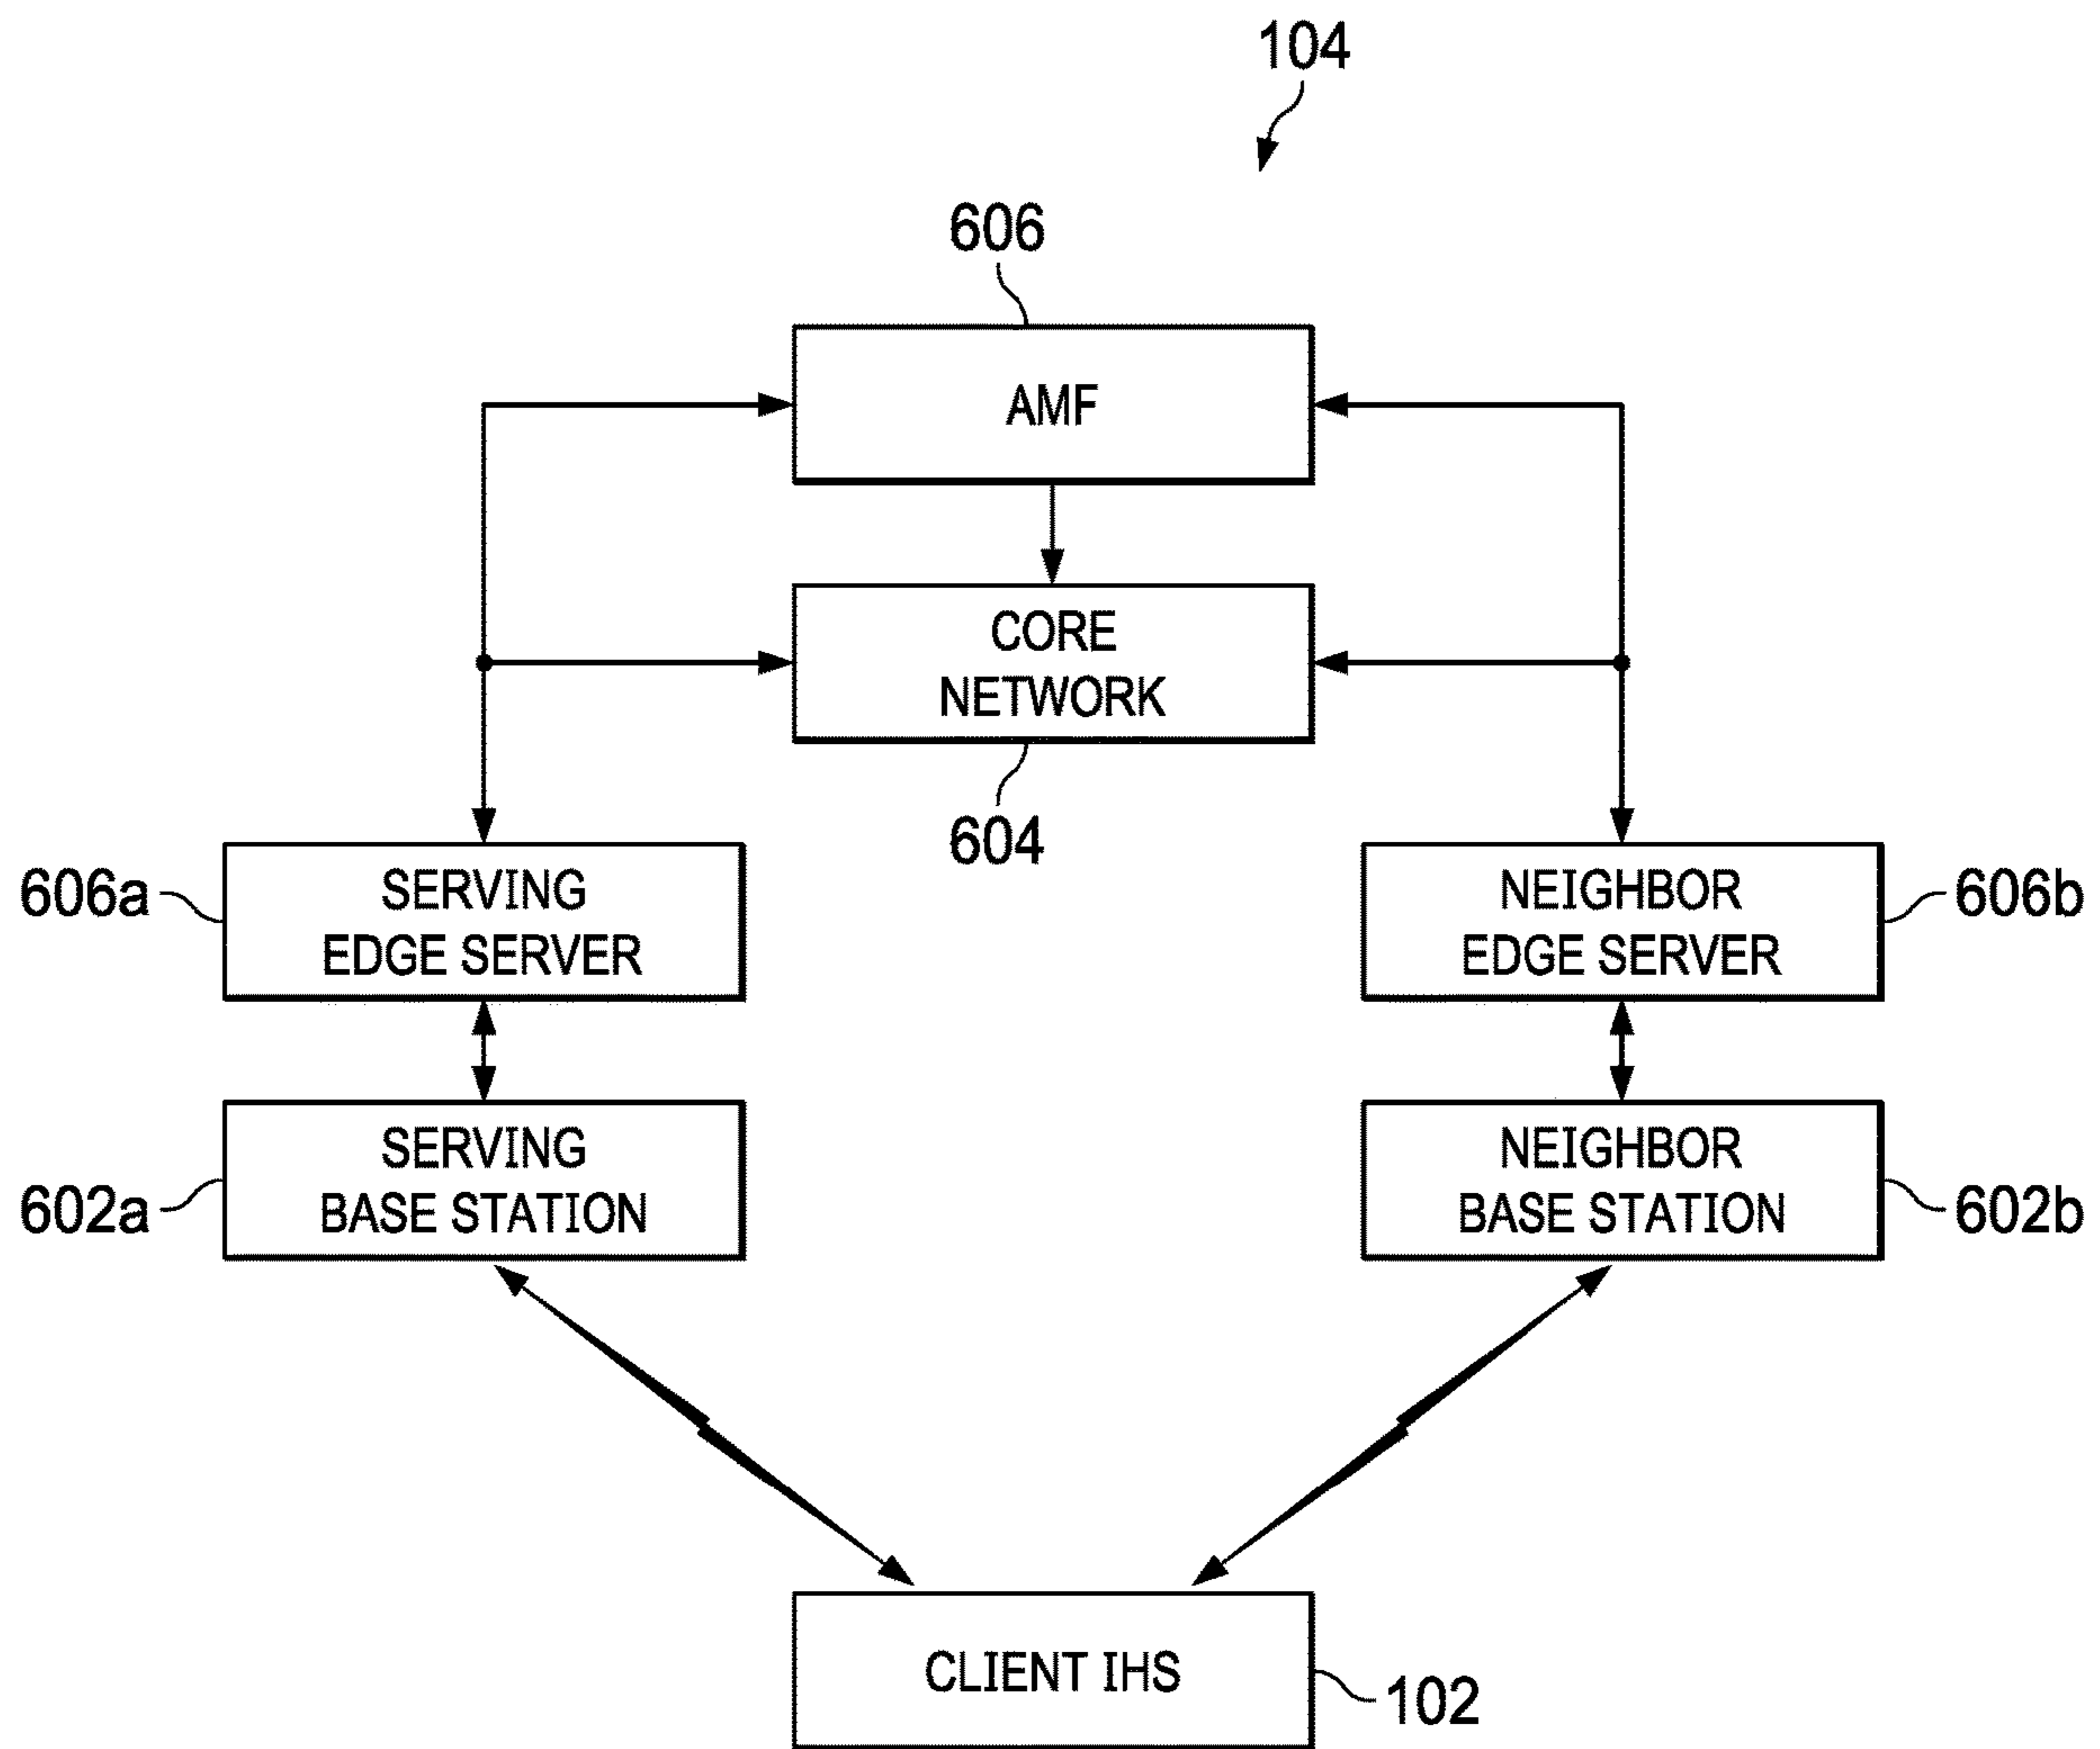 104
606
AMF
CORE
NETWORK
604
606a
SERVING
EDGE SERVER
NEIGHBOR
EDGE SERVER
606b
602a
SERVING
BASE STATION
NEIGHBOR
BASE STATION
602b
CLIENT IHS
102